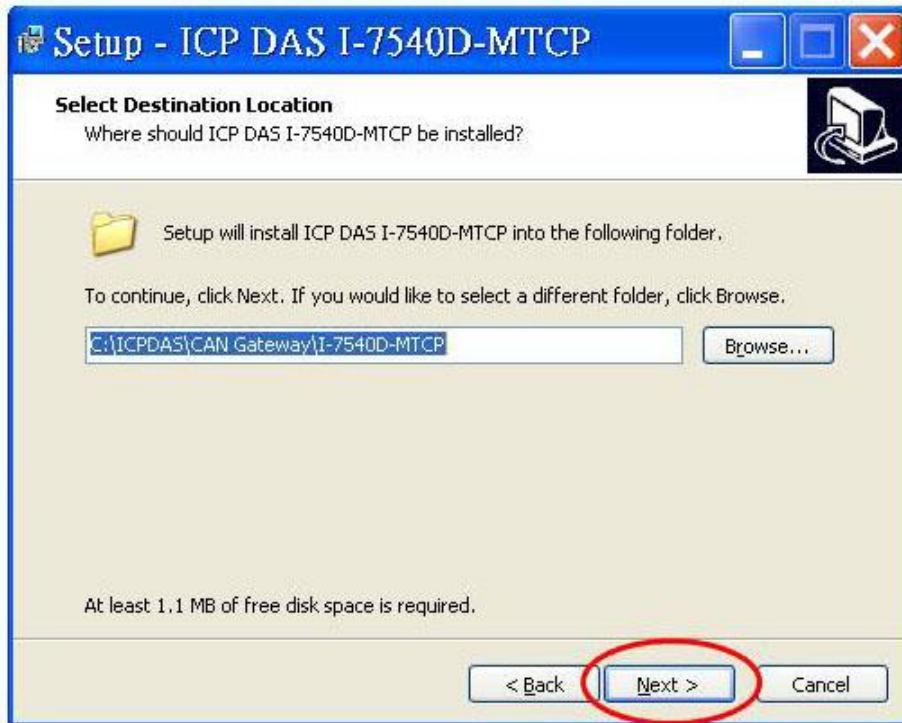 Setup - ICP DAS I-7540D-MTCP
Select Destination Location
Where should ICP DAS I-7540D-MTCP be installed?
Setup will install ICP DAS I-7540D-MTCP into the following folder.
To continue, click Next. If you would like to select a different folder, click Browse.
C:\ICPDAS\CAN Gateway\I-7540D-MTCP
Browse...
At least 1.1 MB of free disk space is required.
< Back
Next >
Cancel